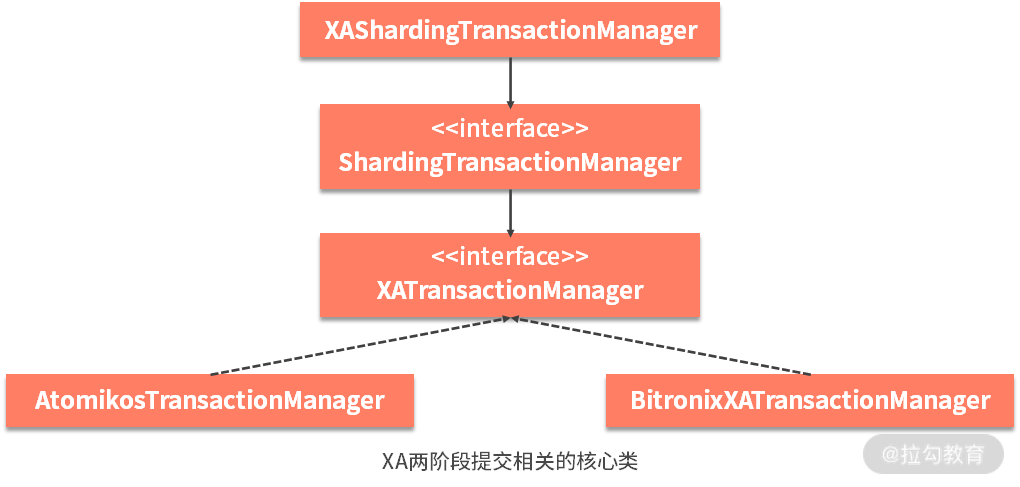 XAShardingTransactionManager
<<interface>>
ShardingTransactionManager
<<interface>>
XATransactionManager
AtomikosTransactionManager
BitronixXATransactionManager
XA两阶段提交相关的核心类
@拉勾教育